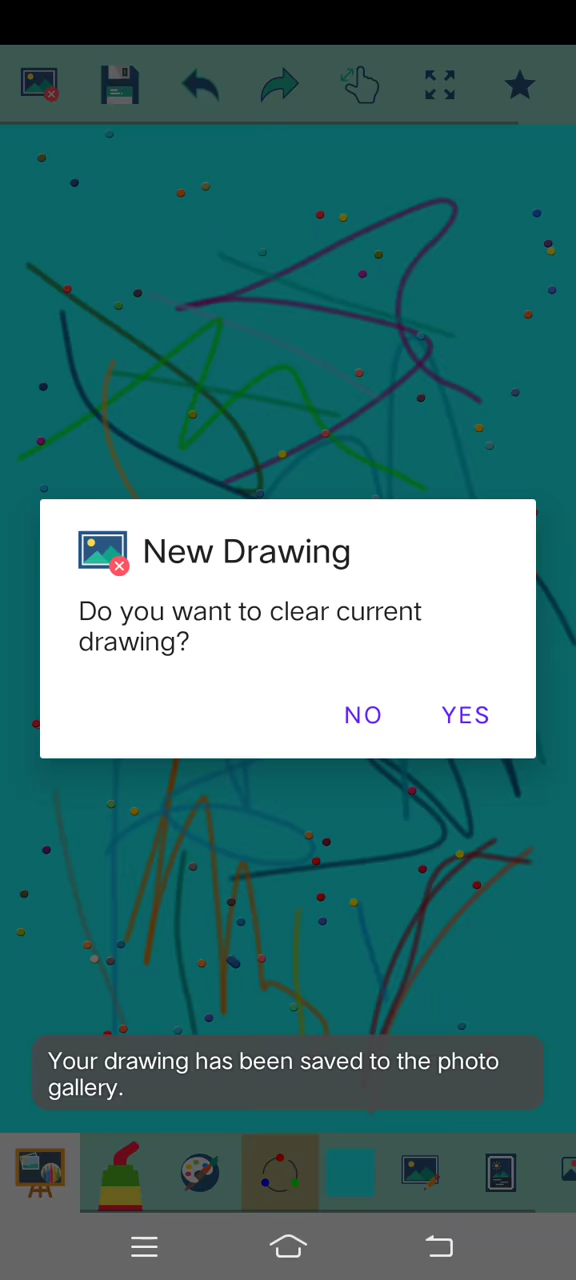 New Drawing
Do you want to clear current
drawing?
NO YES
Your drawing has been saved to the photo
gallery.